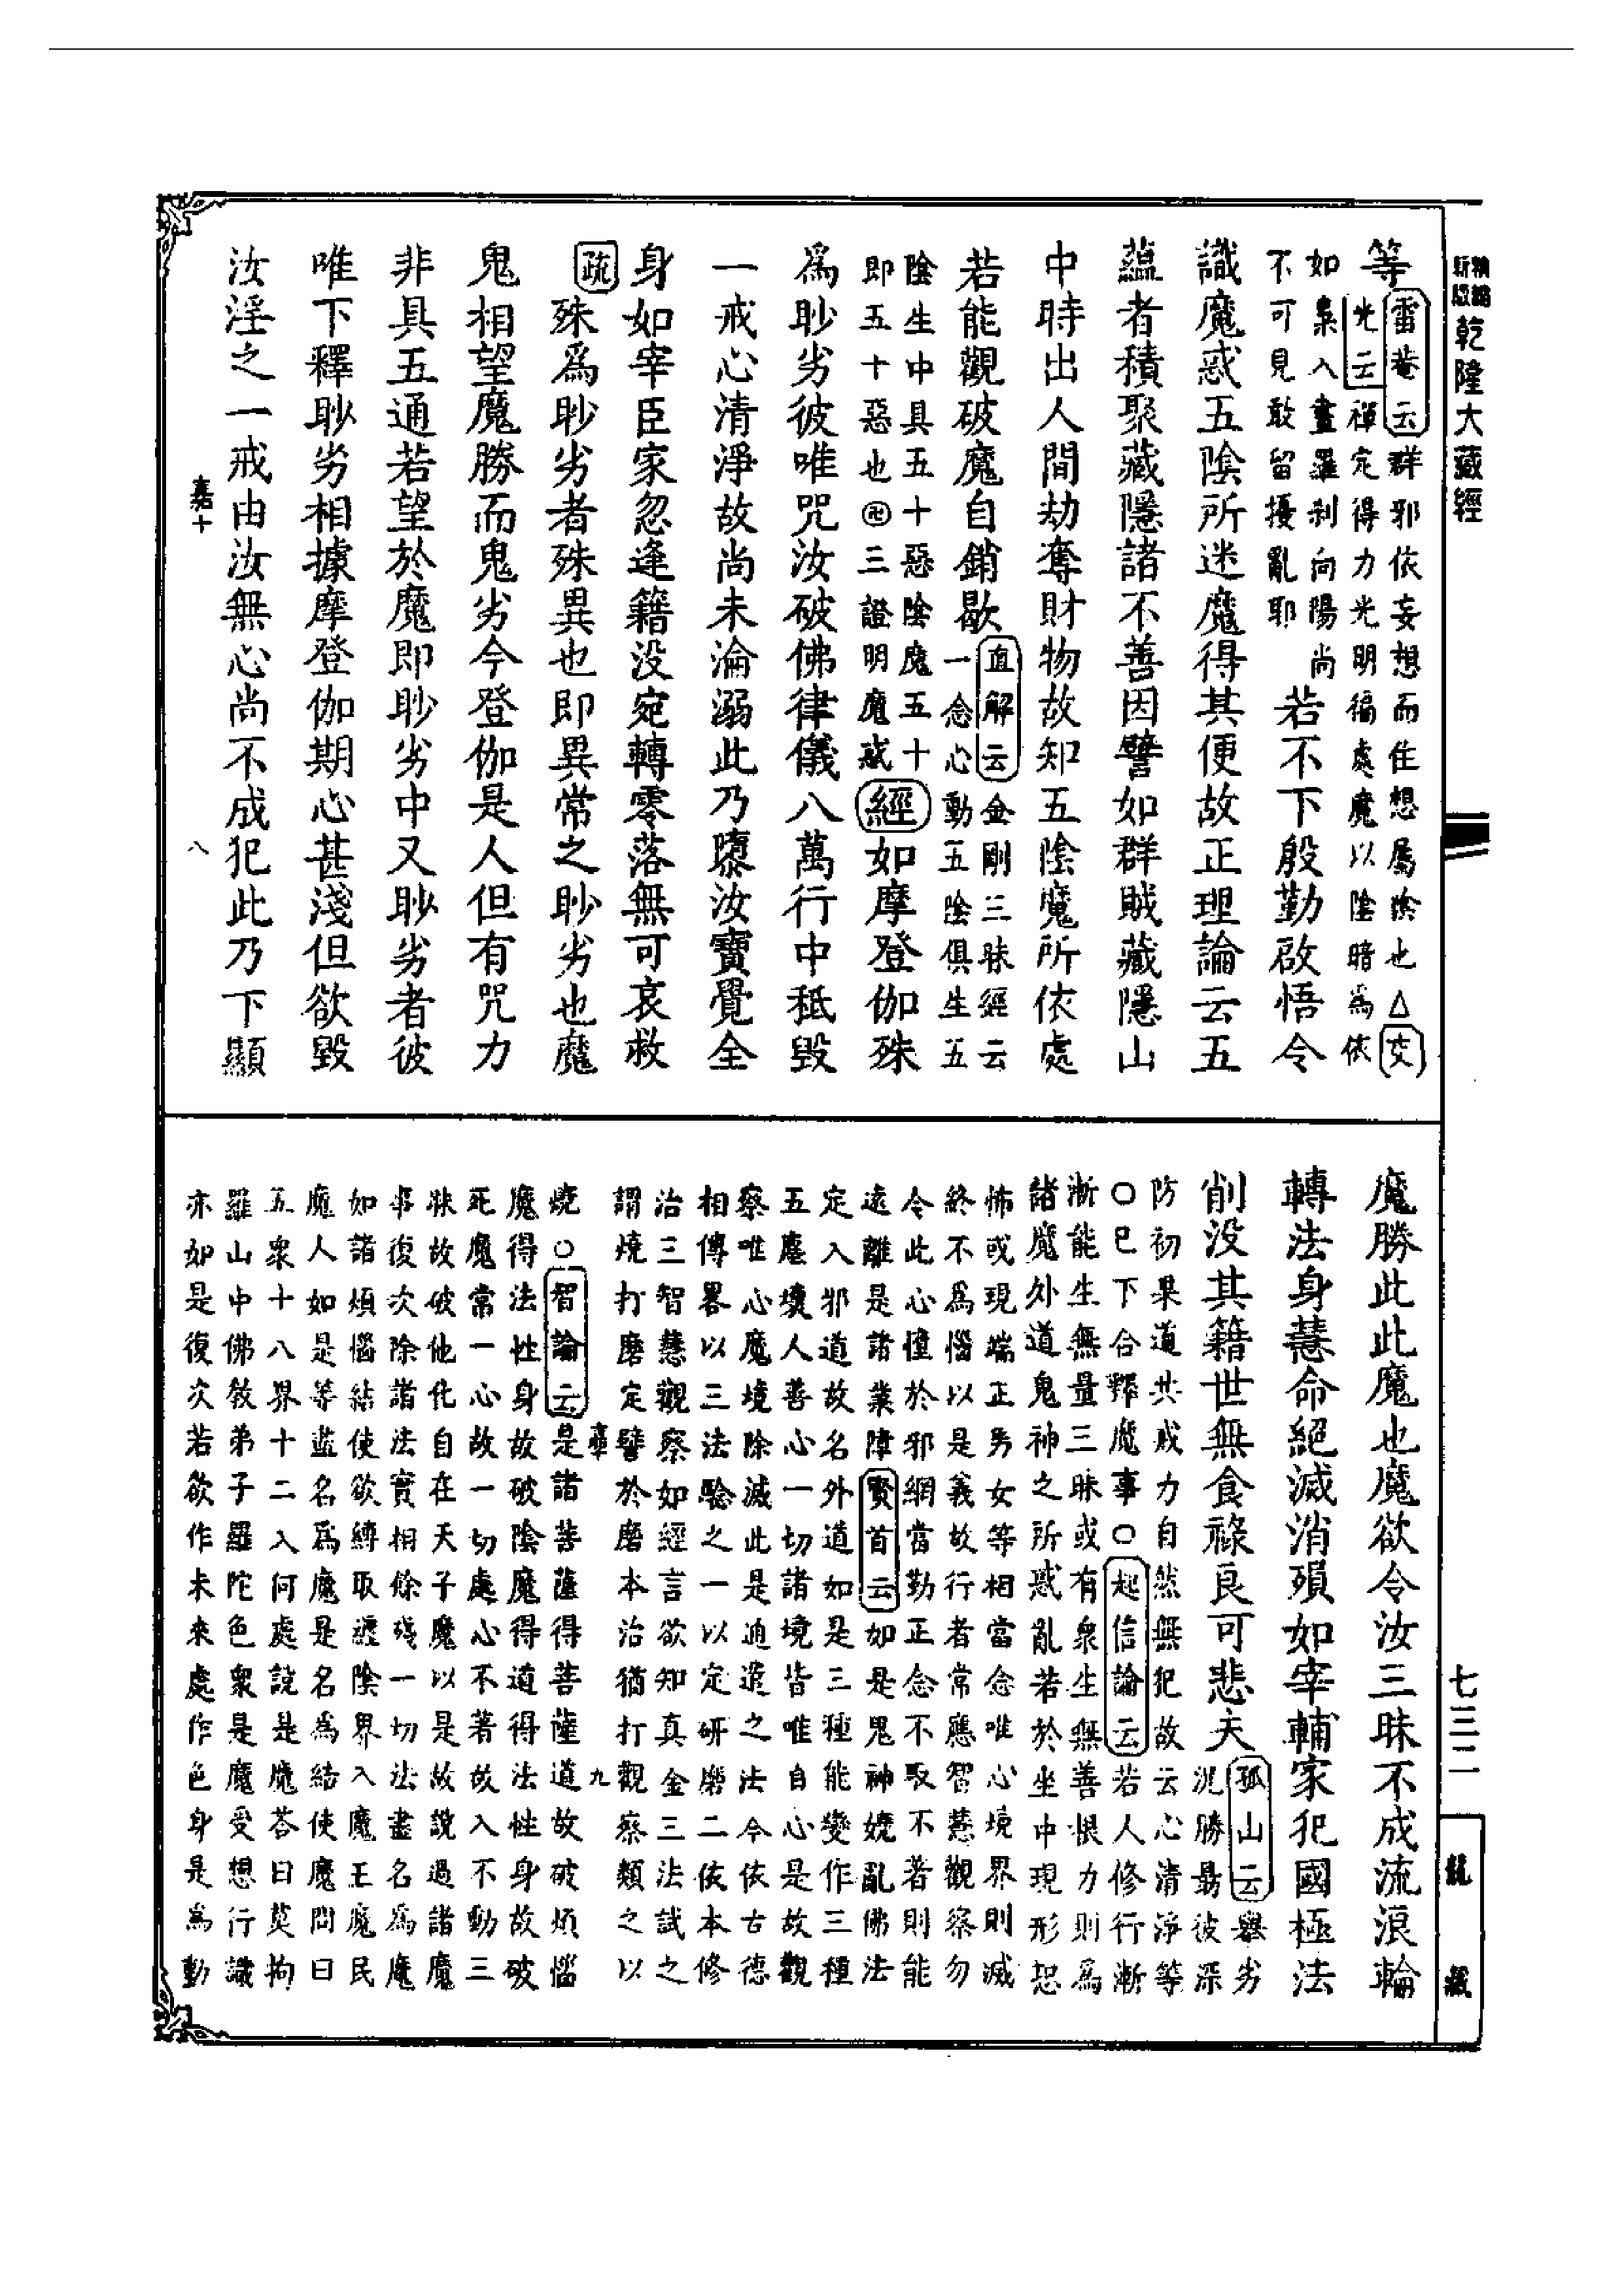 新版
精縮
乾隆大藏經
七三二
龍藏
等
雷菴云群邪依妄想而住想屬陰也△交
光云禪定得力光明徧處魔以陰暗為依
如梟入晝羅刹向陽尚
不可見敢留擾亂耶
若不下殷勤啟悟令
識魔惑五陰所迷魔得其便故正理論云五
蘊者積聚藏隱諸不善因譬如群賊藏隱山
中時出人間劫奪財物故知五陰魔所依處
若能觀破魔自銷歇
直解云金剛三昧經云
一念心動五陰俱生五
陰生中具五十惡陰魔五十
即五十惡也卍三證明魔惑
經如摩登伽殊
為眇劣彼唯咒汝破佛律儀八萬行中秪毀
一戒心清淨故尚未淪溺此乃隳汝寶覺全
身如宰臣家忽逢籍没宛轉零落無可哀救
疏殊為眇劣者殊異也即異常之眇劣也魔
鬼相望魔勝而鬼劣今登伽是人但有咒力
非具五通若望於魔即眇劣中又眇劣者彼
唯下釋眇劣相據摩登伽期心甚淺但欲毀
汝淫之一戒由汝無心尚不成犯此乃下顯
嘉十
八
魔勝此此魔也魔欲令汝三昧不成流浪輪
轉法身慧命絕滅消殞如宰輔家犯國極法
削没其籍世無食祿良可悲夫
孤山云舉劣
況勝最彼深
防初果道共戒力自然無犯故云心清淨等
○已下合釋魔事○起信論云若人修行漸
漸能生無量三昧或有衆生無善根力則為
諸魔外道鬼神之所惑亂若於坐中現形恐
怖或現端正男女等相當念唯心境界則滅
終不為惱以是義故行者常應智慧觀察勿
令此心墮於邪網當勤正念不取不著則能
遠離是諸業障賢首云如是鬼神嬈亂佛法
定入邪道故名外道如是三種能變作三種
五塵壞人善心一切諸境皆唯自心是故觀
察唯心魔境除滅此是通遣之法今依古德
相傳畧以三法驗之一以定研磨二依本修
治三智慧觀察如經言欲知真金三法試之
謂燒打磨定譬於磨本治猶打觀察類之以
嘉
九
燒○智論云是諸菩薩得菩薩道故破煩惱
魔得法性身故破陰魔得道得法性身故破
死魔常一心故一切處心不著故入不動三
昧故破他化自在天子魔以是故說過諸魔
事復次除諸法實相餘殘一切法盡名為魔
如諸煩惱結使欲縛取纏陰界入魔王魔民
魔人如是等盡名為魔是名為結使魔問曰
五衆十八界十二入何處說是魔荅曰莫拘
羅山中佛教弟子羅陀色衆是魔受想行識
亦如是復次若欲作未來處作色身是為動